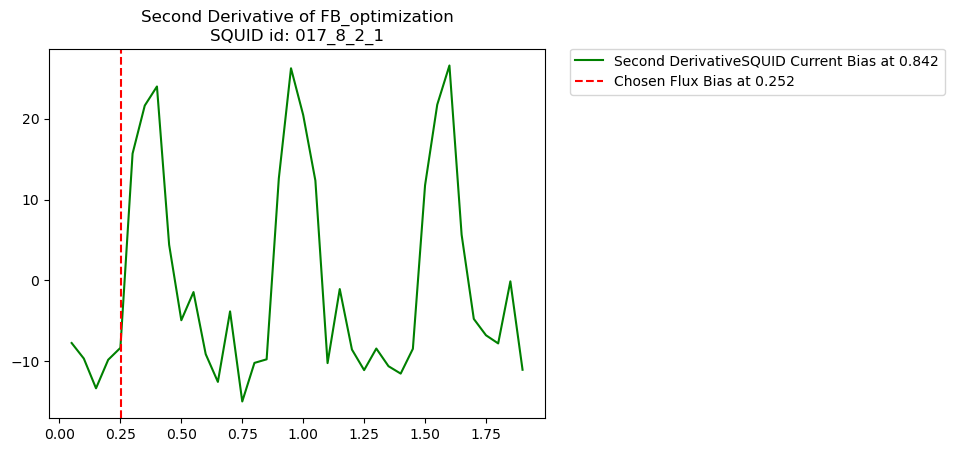 Second Derivative of FB_optimization
SQUID id: 017_8_2_1
Second DerivativeSQUID Current Bias at 0.842
Chosen Flux Bias at 0.252
20
10
0
−10
0.00 0.25 0.50 0.75 1.00 1.25 1.50 1.75